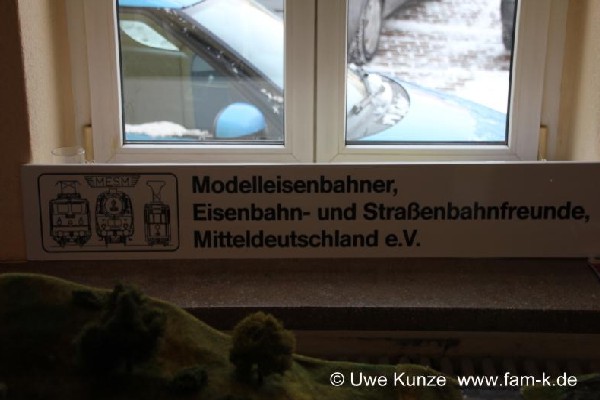 MESM
Modelleisenbahner,
Eisenbahn- und Straßenbahnfreunde,
Mitteldeutschland e.V.
© Uwe Kunze www.fam-k.de